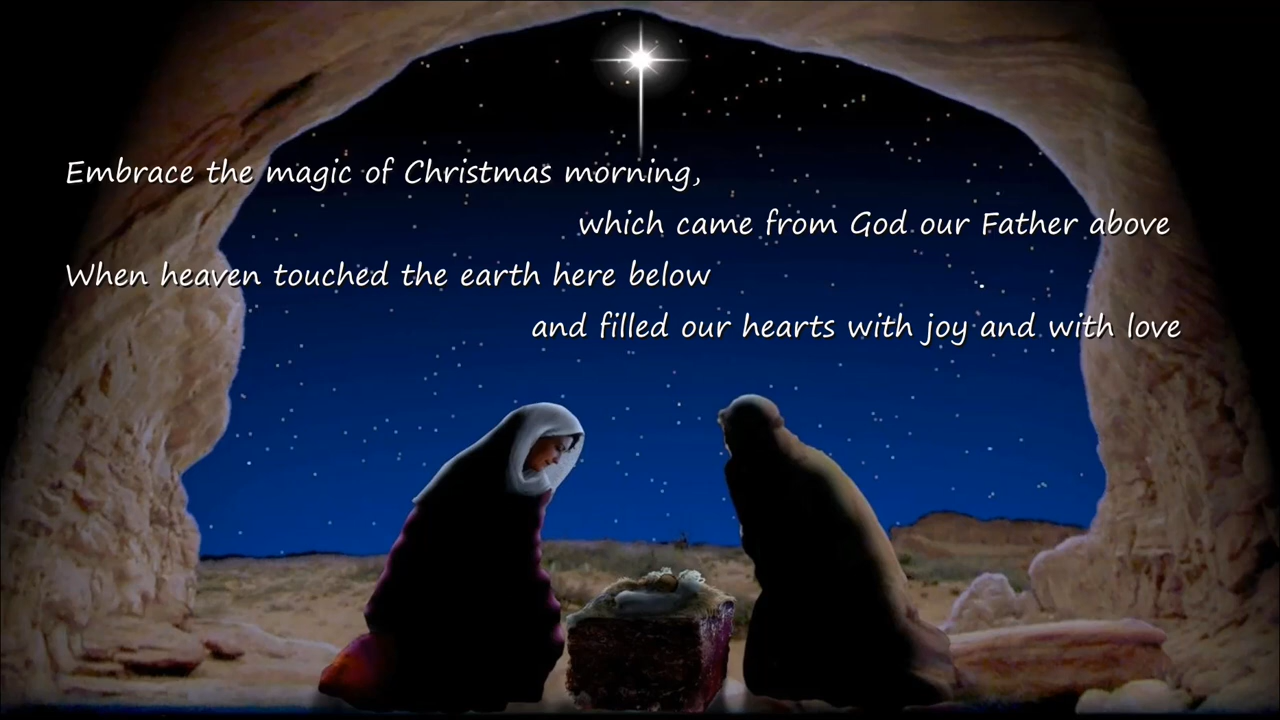 Embrace the magic of Christmas morning,
which came from God our Father above
When heaven touched the earth here below
and filled our hearts with joy and with love